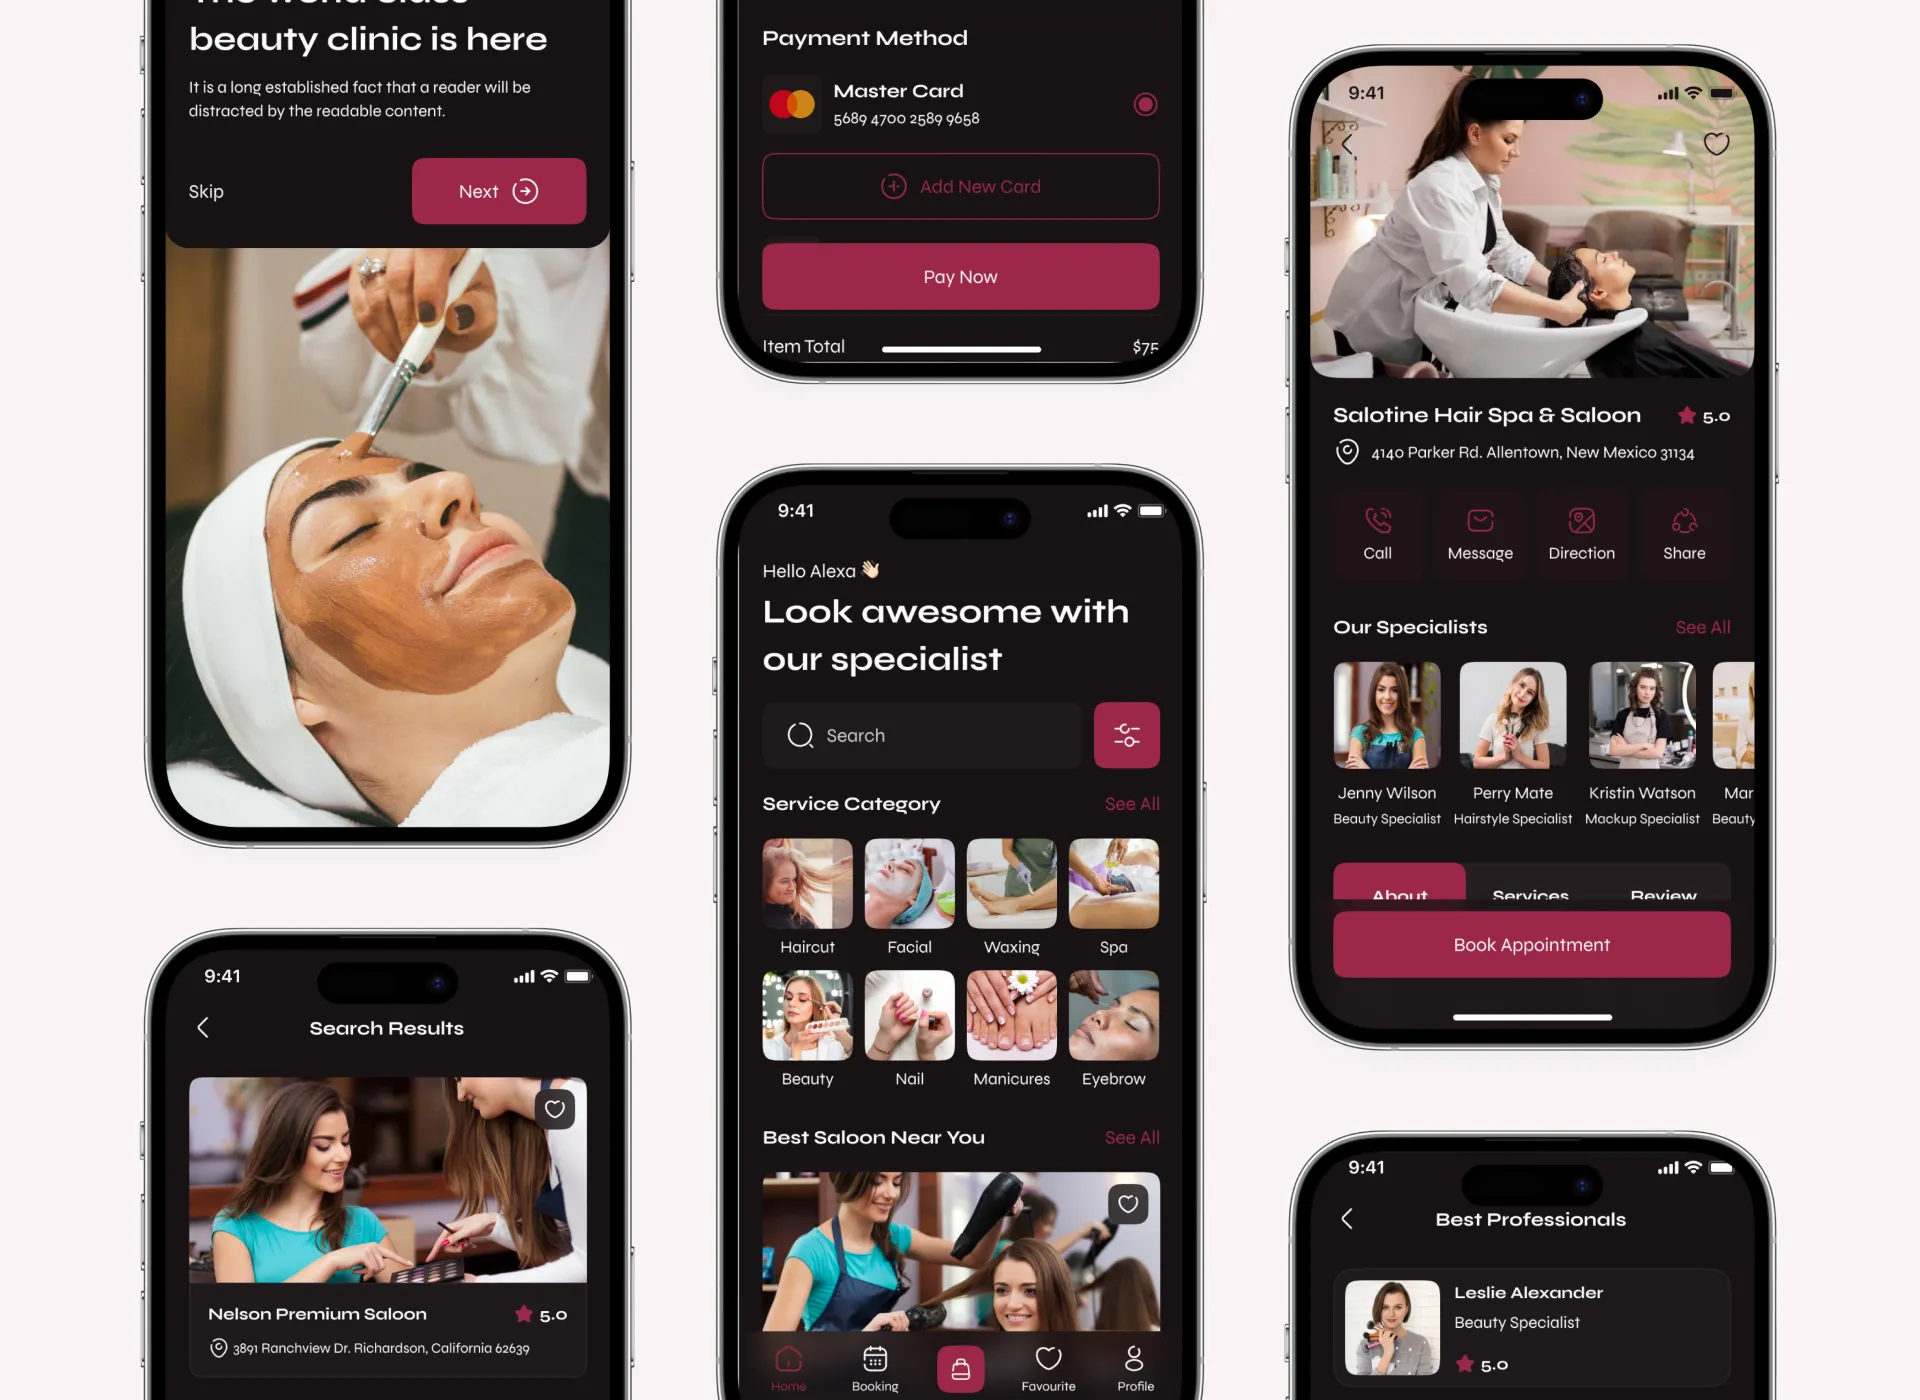 The world class
beauty clinic is here
It is a long established fact that a reader will be
distracted by the readable content.
Skip
Next
9:41
Search Results
Nelson Premium Saloon
5.0
3891 Ranchview Dr. Richardson, California 62639
Payment Method
Master Card
5689 4700 2589 9658
Add New Card
Pay Now
Item Total
$75
9:41
Hello Alexa 👋🏻
Look awesome with
our specialist
Search
Service Category
See All
Haircut
Facial
Waxing
Spa
Beauty
Nail
Manicures
Eyebrow
Best Saloon Near You
See All
Home
Booking
Favourite
Profile
9:41
Salotine Hair Spa & Saloon
5.0
4140 Parker Rd. Allentown, New Mexico 31134
Call
Message
Direction
Share
Our Specialists
See All
Jenny Wilson
Perry Mate
Kristin Watson
Mar
Beauty Specialist
Hairstyle Specialist
Mackup Specialist
Beauty
About
Services
Review
Book Appointment
9:41
Best Professionals
Leslie Alexander
Beauty Specialist
5.0